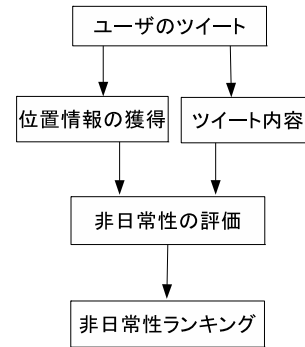 ユーザのツイート
位置情報の獲得
ツイート内容
非日常性の評価
非日常性ランキング